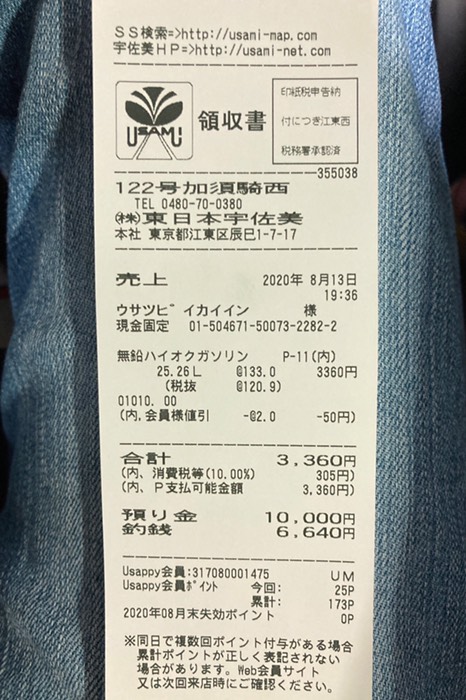 SS検索=>http://usami-map.com
宇佐美HP=>http://usami-net.com
USAMI
領収書
印紙税申告納
付につき江東西
税務署承認済
355038
122号加須騎西
TEL 0480-70-0380
㈱東日本宇佐美
本社 東京都江東区辰巳1-7-17
売上 2020年 8月13日
19:36
ウサツピ゛イカイイン 様
現金固定 01-504671-50073-2282-2
無鉛ハイオクガソリン P-11(内)
25.26L @133.0 3360円
(税抜 @120.9)
01010.00
(内,会員様値引 -@2.0 -50円)
合計 3,360円
(内、消費税等(10.00%) 305円)
(内、P支払可能金額 3,360円)
預り金 10,000円
釣銭 6,640円
Usappy会員:317080001475 UM
Usappy会員ポイント 今回: 25P
累計: 173P
2020年08月末失効ポイント 0P
※同日で複数回ポイント付与がある場合
累計ポイントが正しく表記されない
場合があります。Web会員サイト
又は次回来店時にご確認ください。